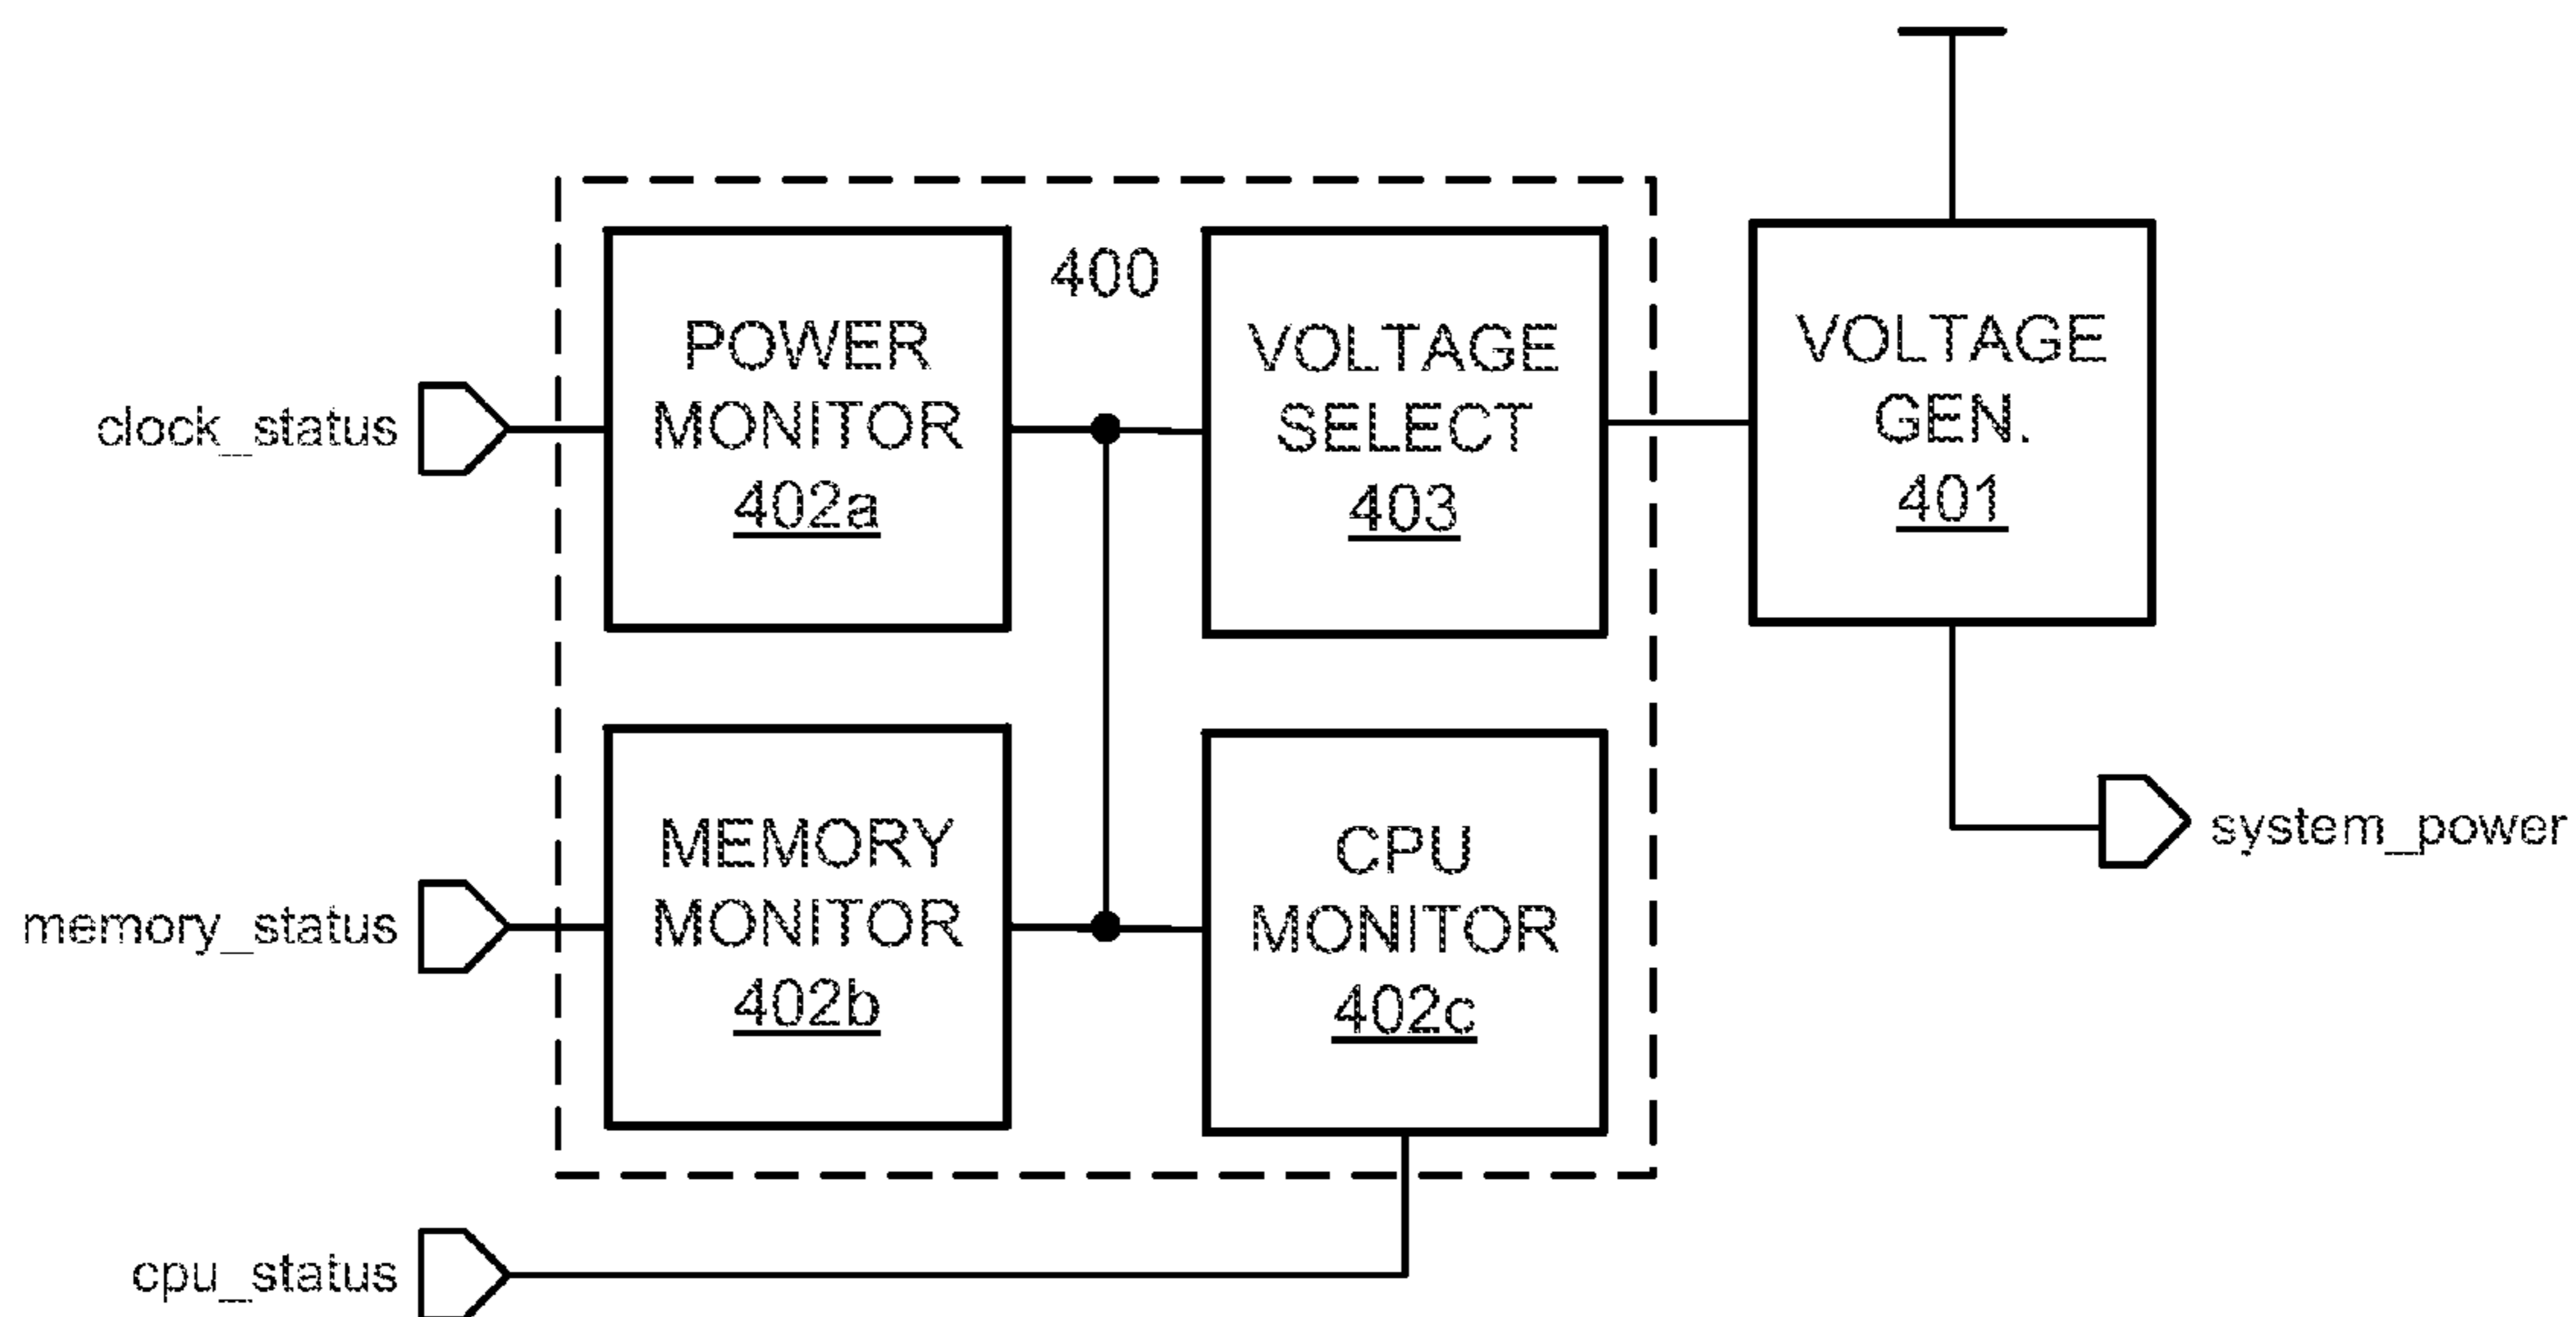 400
POWER
MONITOR
402a
VOLTAGE
SELECT
403
VOLTAGE
GEN.
401
clock_status
MEMORY
MONITOR
402b
CPU
MONITOR
402c
system_power
memory_status
cpu_status